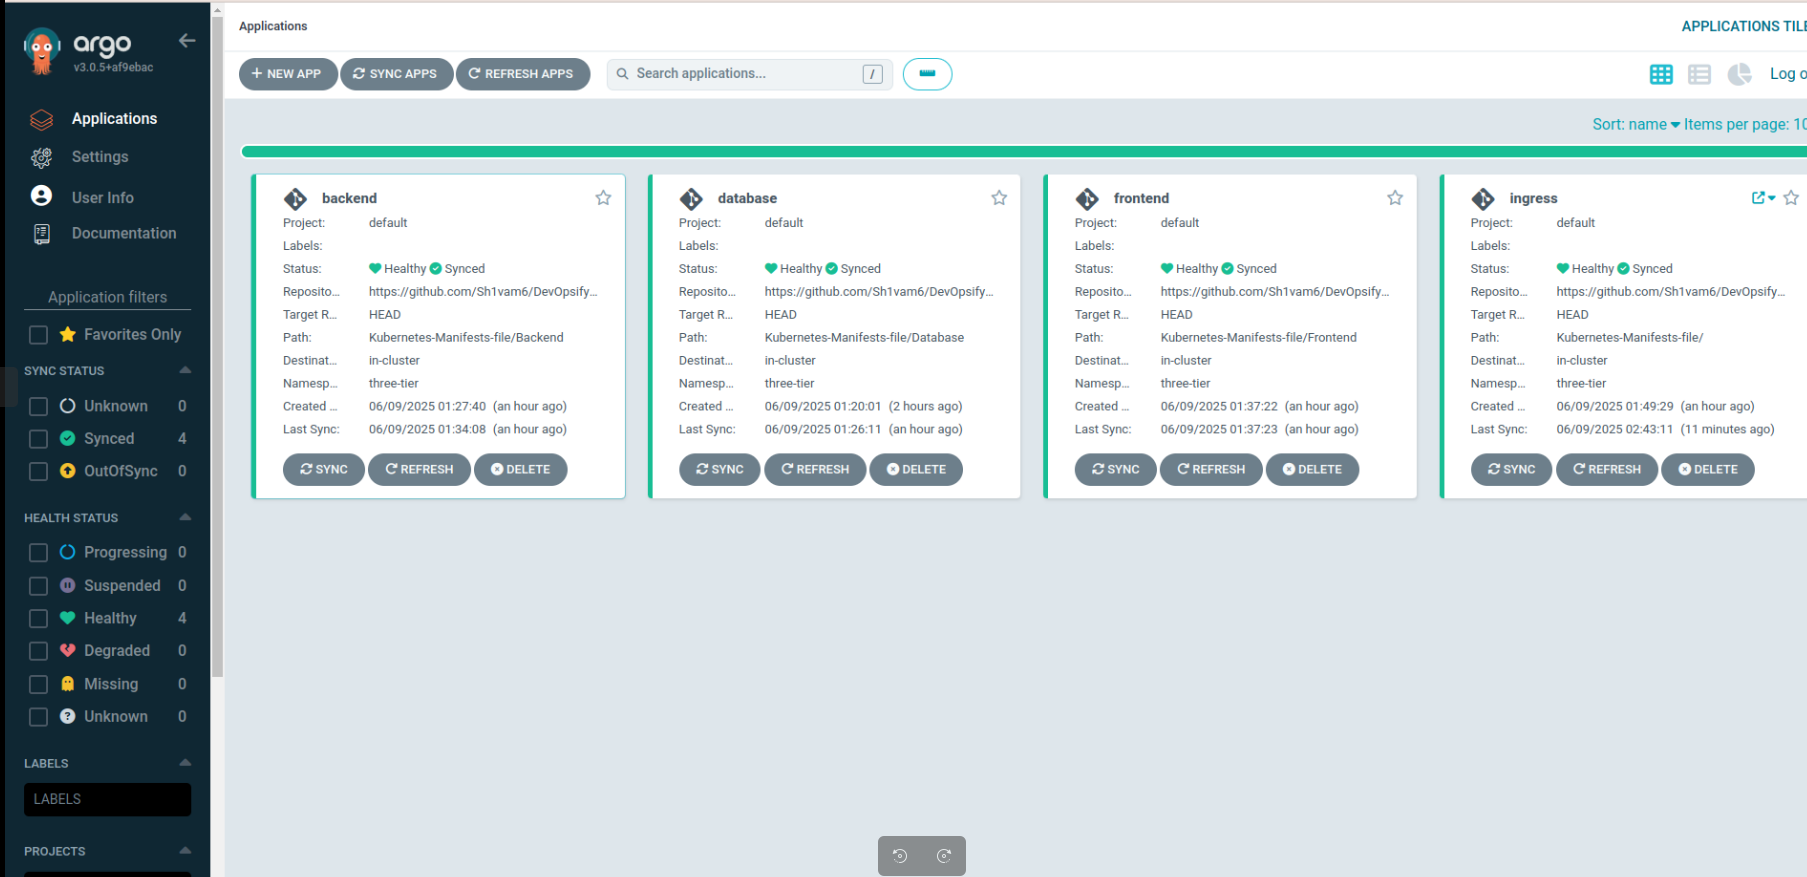 argo
v3.0.5+af9ebac
Applications
Settings
User Info
Documentation
Application filters
Favorites Only
SYNC STATUS
Unknown 0
Synced 4
OutOfSync 0
HEALTH STATUS
Progressing 0
Suspended 0
Healthy 4
Degraded 0
Missing 0
Unknown 0
LABELS
LABELS
PROJECTS
Applications
APPLICATIONS TILE
+ NEW APP
SYNC APPS
REFRESH APPS
Search applications...
/
Log o
Sort: name Items per page: 10
backend
Project: default
Labels:
Status: Healthy Synced
Reposito... https://github.com/Sh1vam6/DevOpsify...
Target R... HEAD
Path: Kubernetes-Manifests-file/Backend
Destinat... in-cluster
Namesp... three-tier
Created ... 06/09/2025 01:27:40 (an hour ago)
Last Sync: 06/09/2025 01:34:08 (an hour ago)
SYNC REFRESH DELETE
database
Project: default
Labels:
Status: Healthy Synced
Reposito... https://github.com/Sh1vam6/DevOpsify...
Target R... HEAD
Path: Kubernetes-Manifests-file/Database
Destinat... in-cluster
Namesp... three-tier
Created ... 06/09/2025 01:20:01 (2 hours ago)
Last Sync: 06/09/2025 01:26:11 (an hour ago)
SYNC REFRESH DELETE
frontend
Project: default
Labels:
Status: Healthy Synced
Reposito... https://github.com/Sh1vam6/DevOpsify...
Target R... HEAD
Path: Kubernetes-Manifests-file/Frontend
Destinat... in-cluster
Namesp... three-tier
Created ... 06/09/2025 01:37:22 (an hour ago)
Last Sync: 06/09/2025 01:37:23 (an hour ago)
SYNC REFRESH DELETE
ingress
Project: default
Labels:
Status: Healthy Synced
Reposito... https://github.com/Sh1vam6/DevOpsify...
Target R... HEAD
Path: Kubernetes-Manifests-file/
Destinat... in-cluster
Namesp... three-tier
Created ... 06/09/2025 01:49:29 (an hour ago)
Last Sync: 06/09/2025 02:43:11 (11 minutes ago)
SYNC REFRESH DELETE